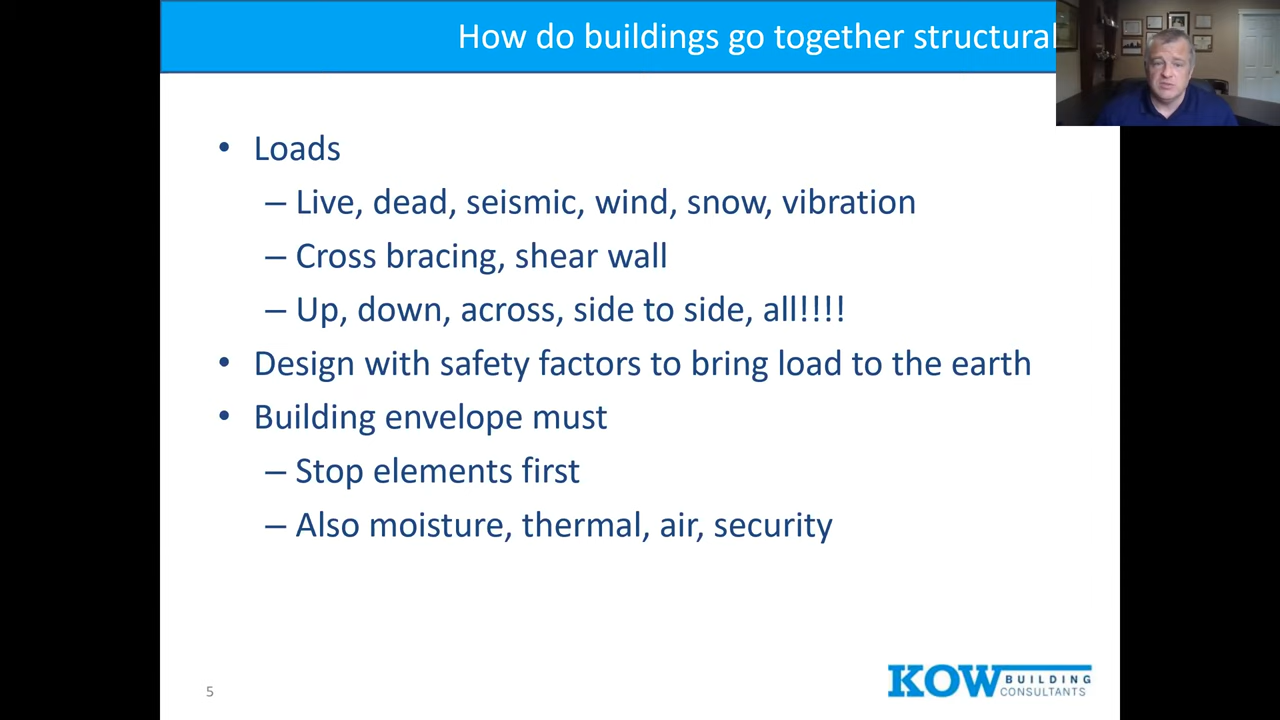 How do buildings go together structural
• Loads
– Live, dead, seismic, wind, snow, vibration
– Cross bracing, shear wall
– Up, down, across, side to side, all!!!!
• Design with safety factors to bring load to the earth
• Building envelope must
– Stop elements first
– Also moisture, thermal, air, security
5
KOW BUILDING
CONSULTANTS